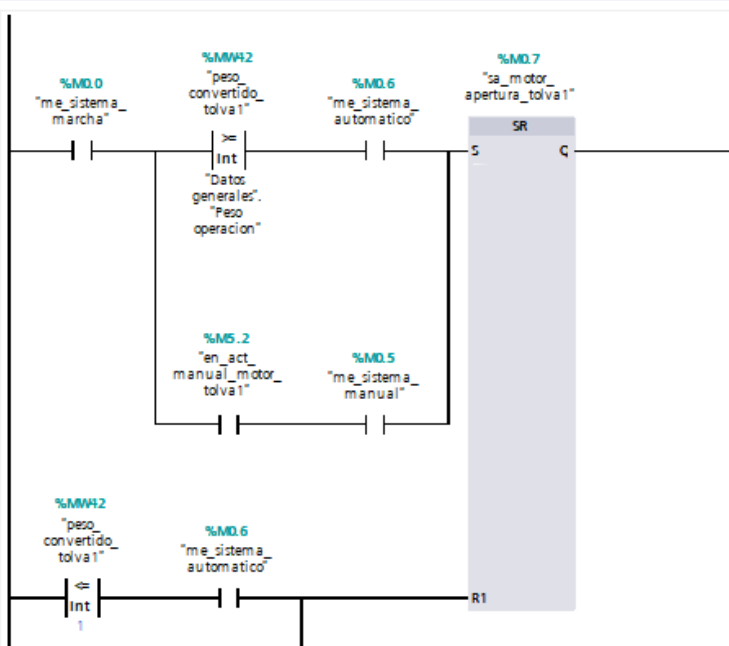 %MW42
"peso_
convertido_
tolva1"
%M0.0
"me_sistema_
marcha"
>=
Int
"Datos
generales".
"Peso
operacion"
%M0.6
"me_sistema_
automatico"
%M0.7
"sa_motor_
apertura_tolva1"
SR
S
Q
%M5.2
"en_act_
manual_motor_
tolva1"
%M0.5
"me_sistema_
manual"
%MW42
"peso_
convertido_
tolva1"
<=
Int
1
%M0.6
"me_sistema_
automatico"
R1